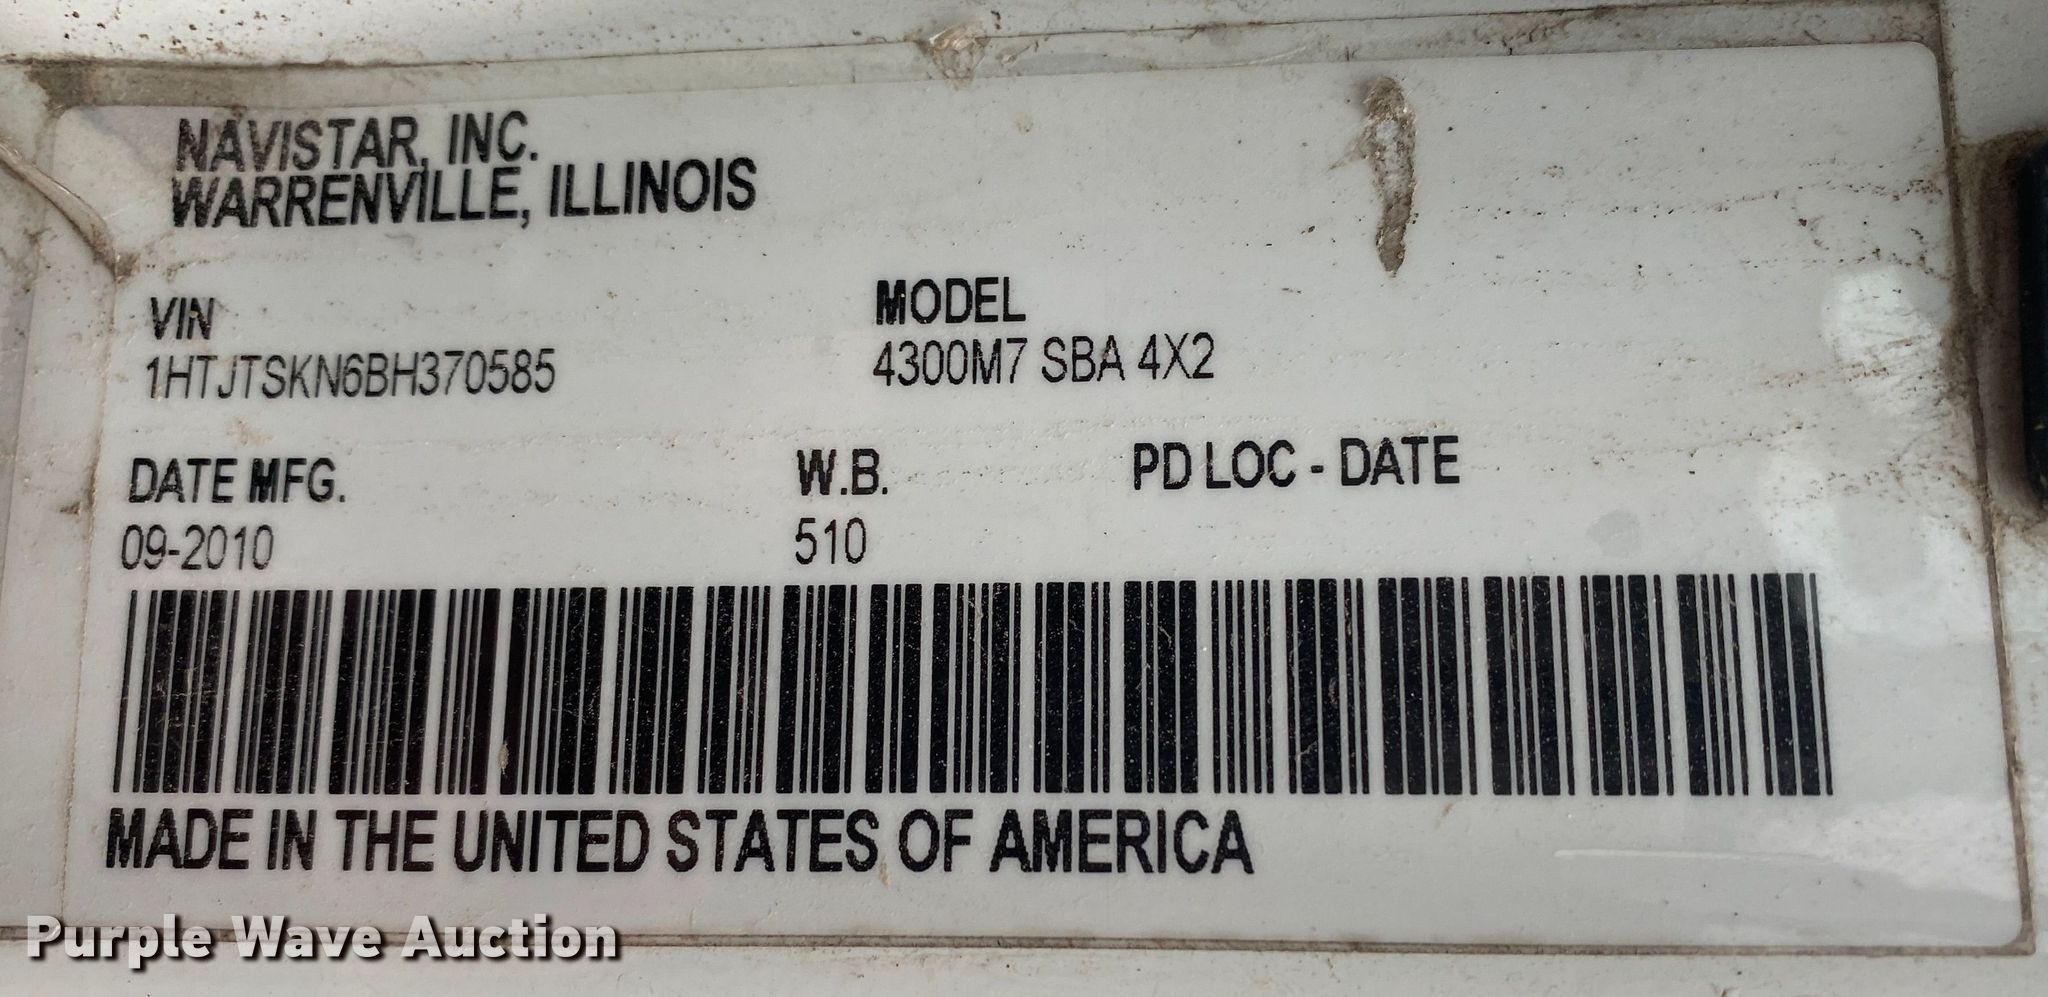 NAVISTAR, INC.
WARRENVILLE, ILLINOIS
VIN
1HTJTSKN6BH370585
MODEL
4300M7 SBA 4X2
DATE MFG.
09-2010
W.B.
510
PD LOC - DATE
MADE IN THE UNITED STATES OF AMERICA
Purple Wave Auction